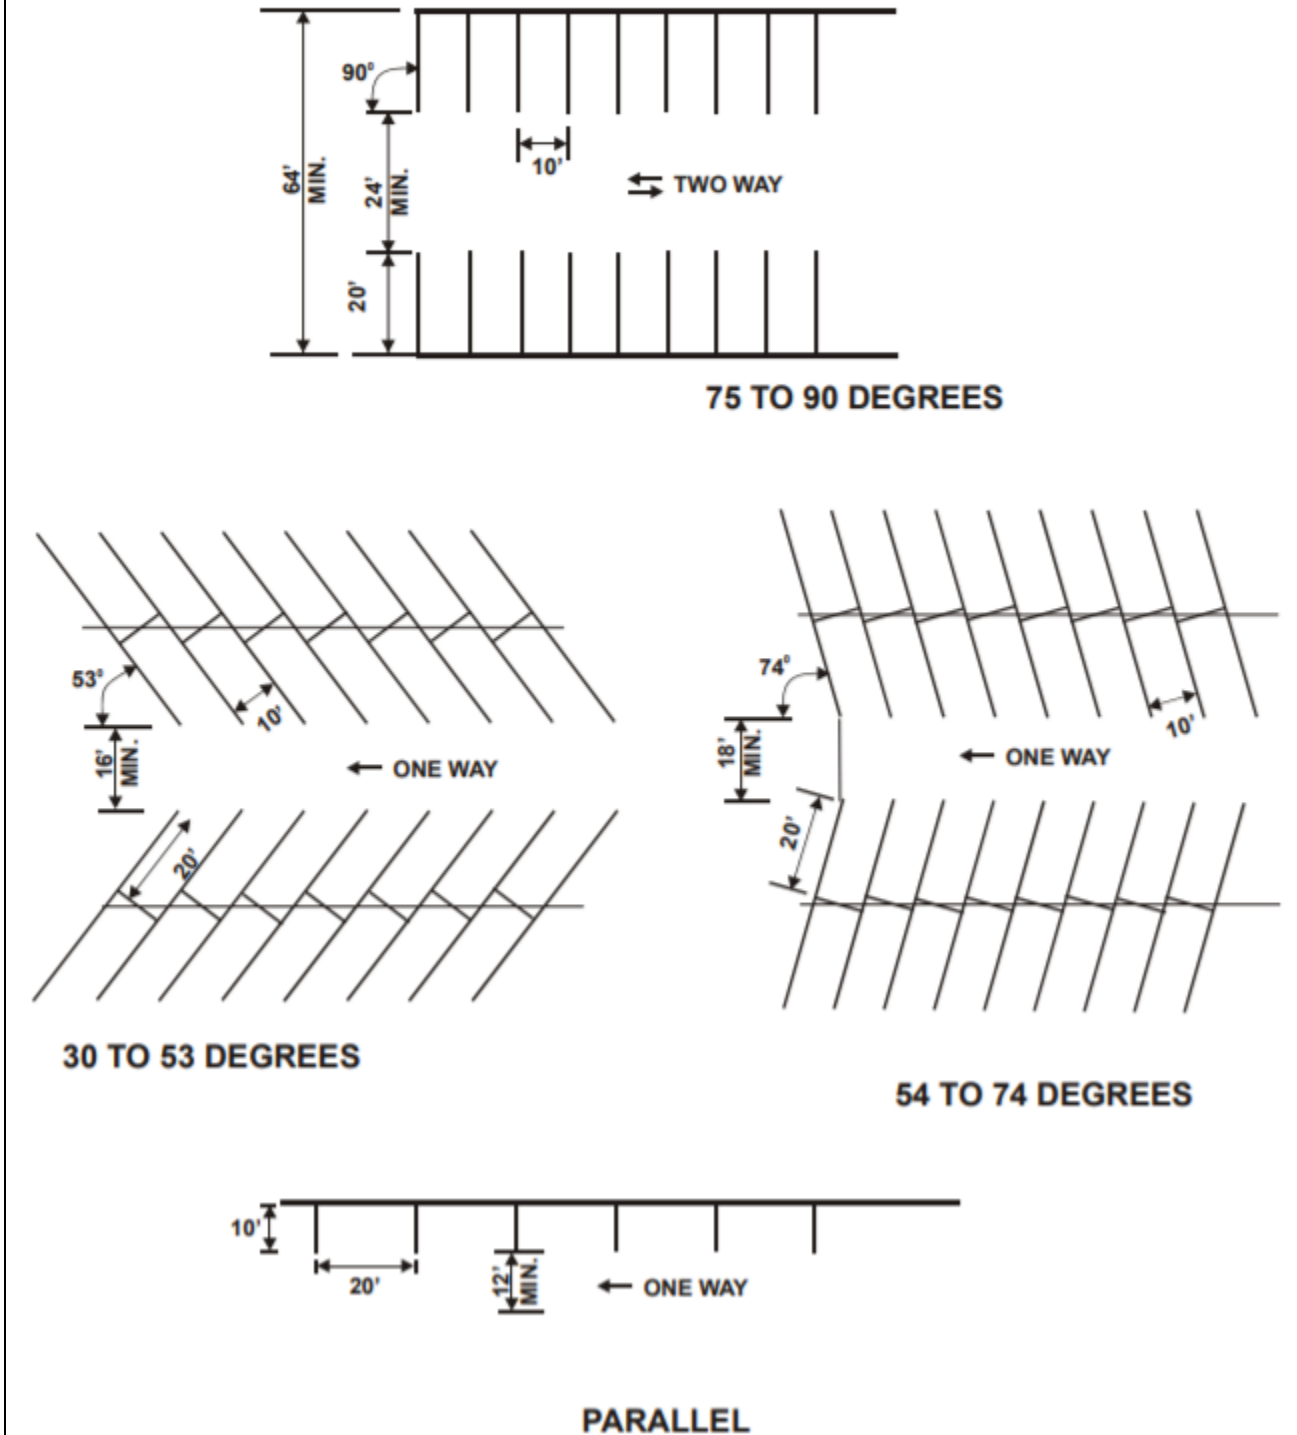 90°
64' MIN.
24' MIN.
10'
TWO WAY
20'
75 TO 90 DEGREES
53°
10'
16' MIN.
ONE WAY
20'
30 TO 53 DEGREES
74°
10'
18' MIN.
ONE WAY
20'
54 TO 74 DEGREES
10'
20'
12' MIN.
ONE WAY
PARALLEL